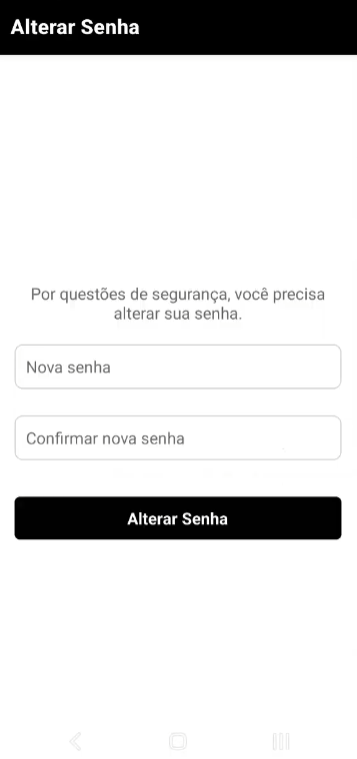 Alterar Senha
Por questões de segurança, você precisa
alterar sua senha.
Nova senha
Confirmar nova senha
Alterar Senha